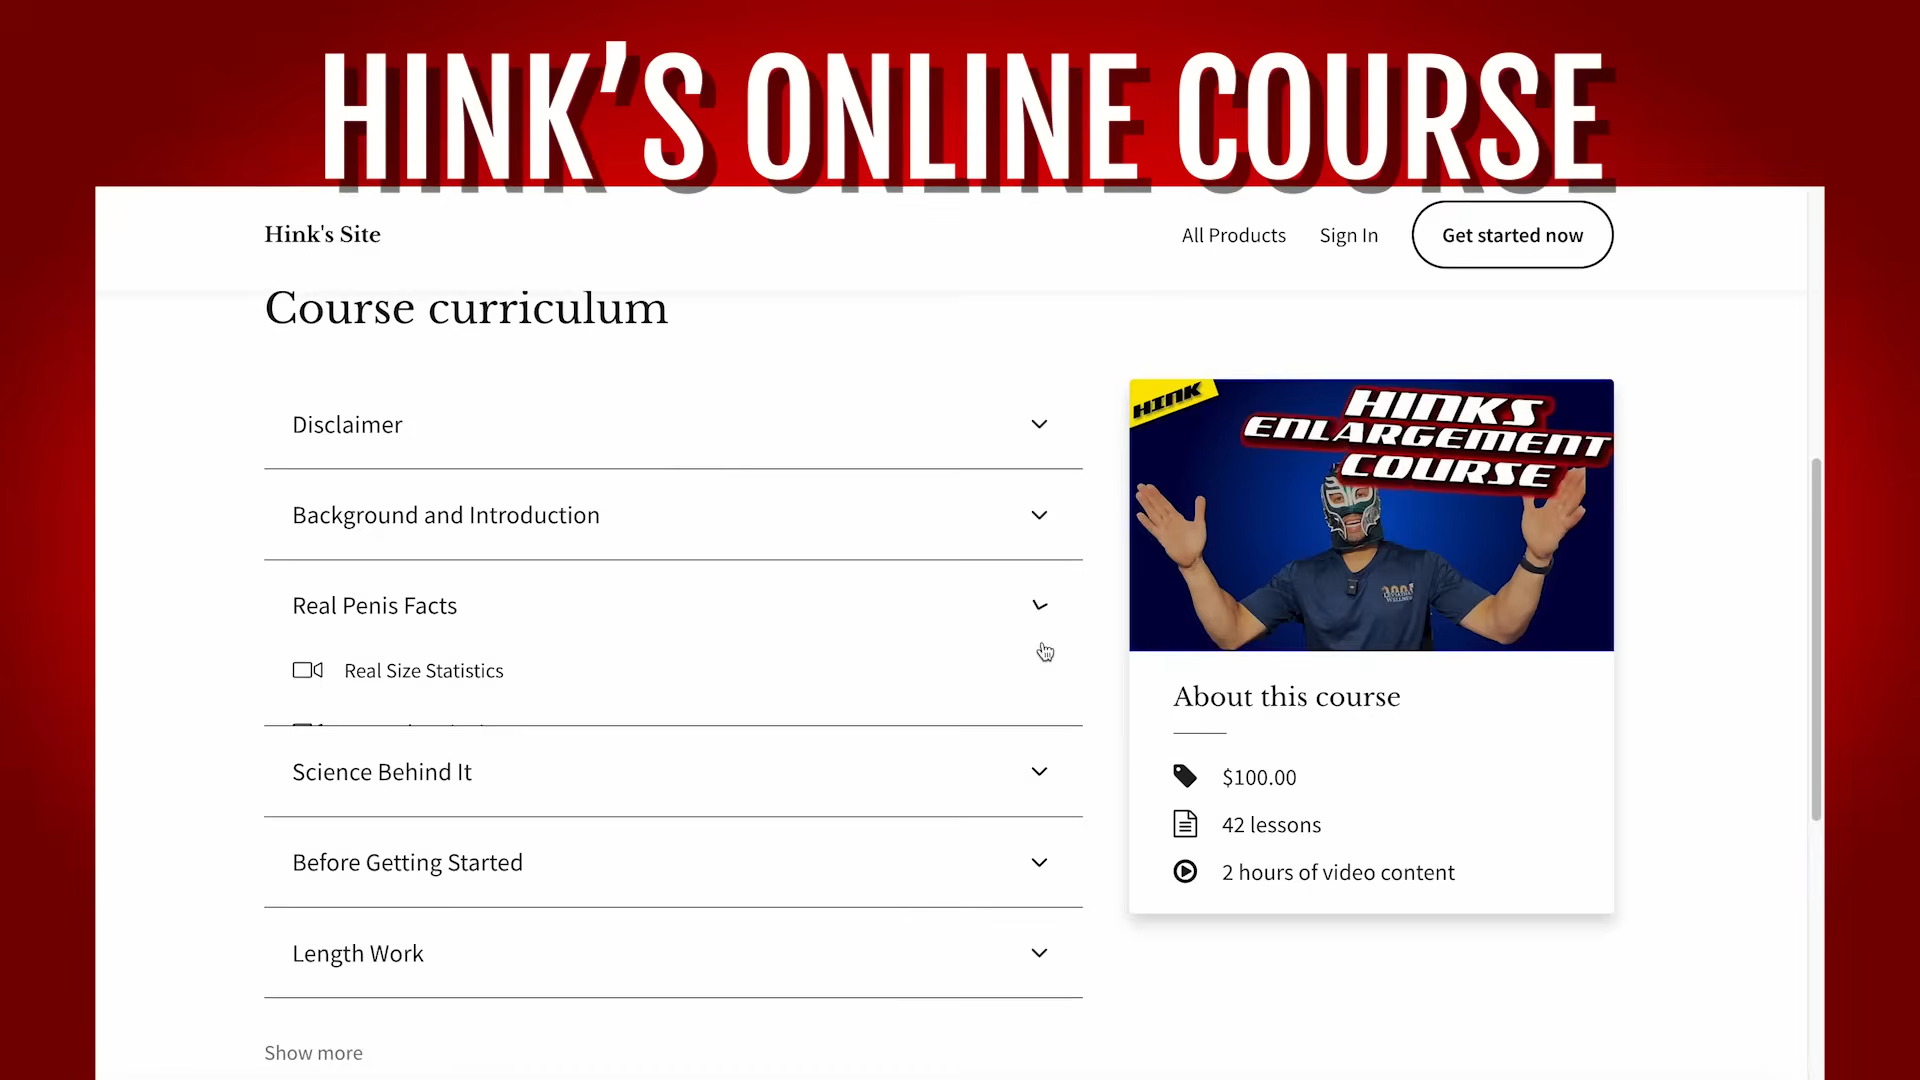 HINK'S ONLINE COURSE
Hink's Site
All Products
Sign In
Get started now
Course curriculum
Disclaimer
Background and Introduction
Real Penis Facts
Real Size Statistics
Science Behind It
Before Getting Started
Length Work
Show more
HINK
HINKS
ENLARGEMENT
COURSE
About this course
$100.00
42 lessons
2 hours of video content